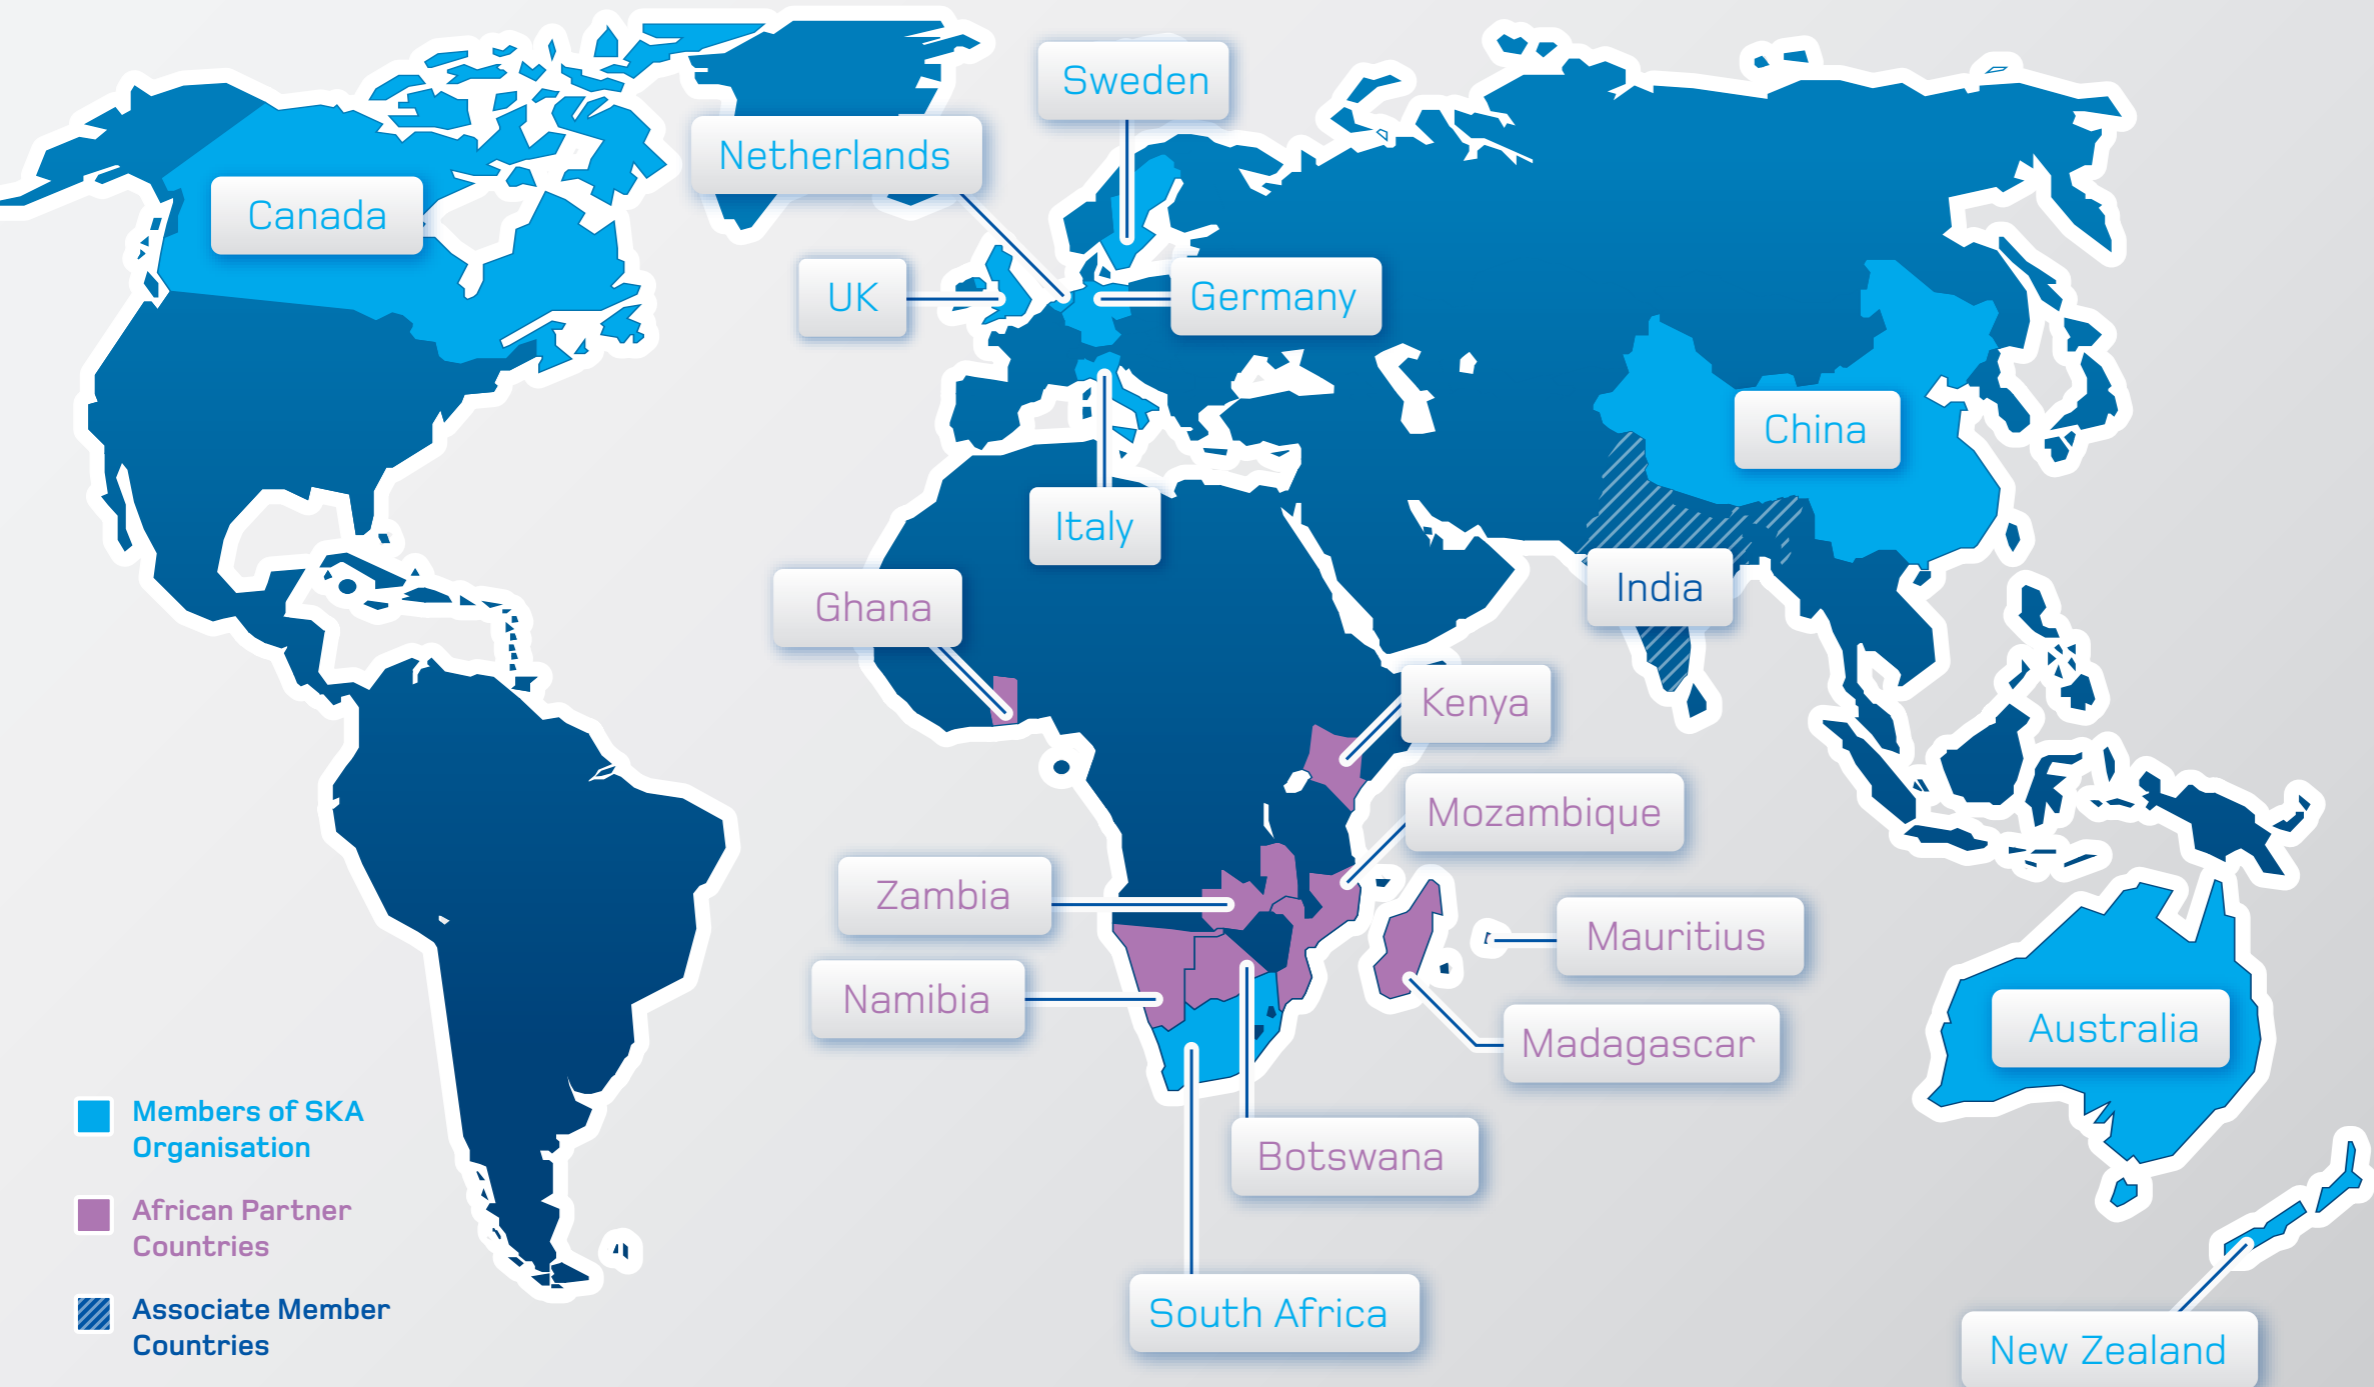 Sweden
Netherlands
Canada
UK
Germany
China
Italy
India
Ghana
Kenya
Mozambique
Zambia
Mauritius
Namibia
Madagascar
Australia
Botswana
South Africa
New Zealand
Members of SKA
Organisation
African Partner
Countries
Associate Member
Countries